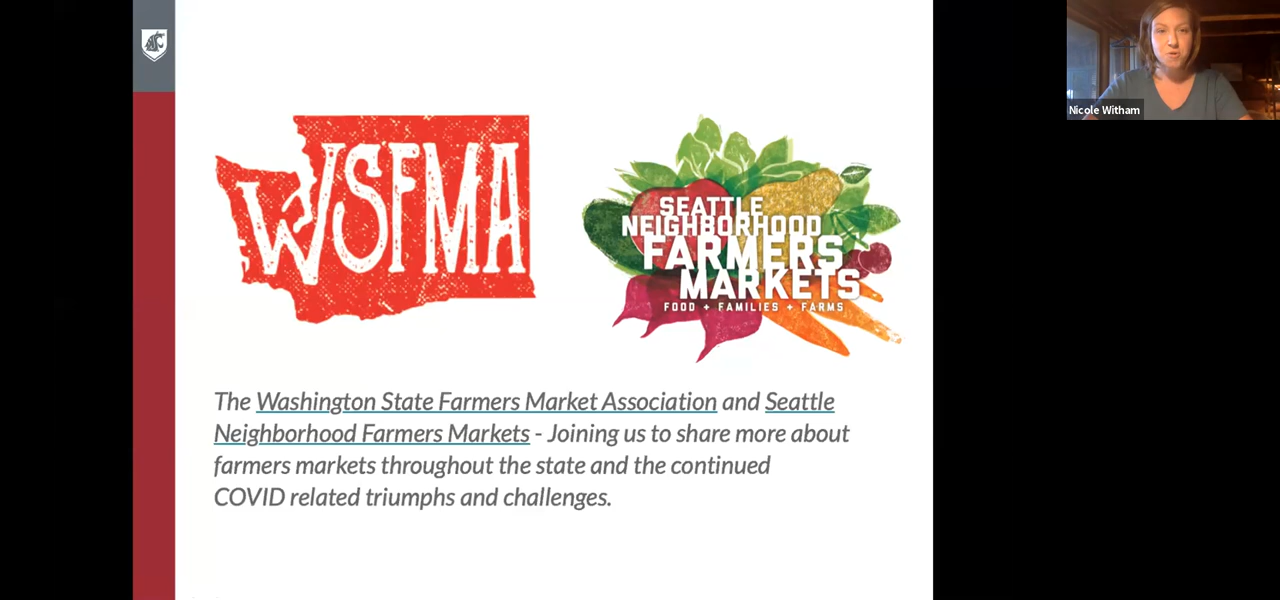 Nicole Witham
WSFMA
SEATTLE
NEIGHBORHOOD
FARMERS
MARKETS
FOOD + FAMILIES + FARMS
The Washington State Farmers Market Association and Seattle
Neighborhood Farmers Markets - Joining us to share more about
farmers markets throughout the state and the continued
COVID related triumphs and challenges.